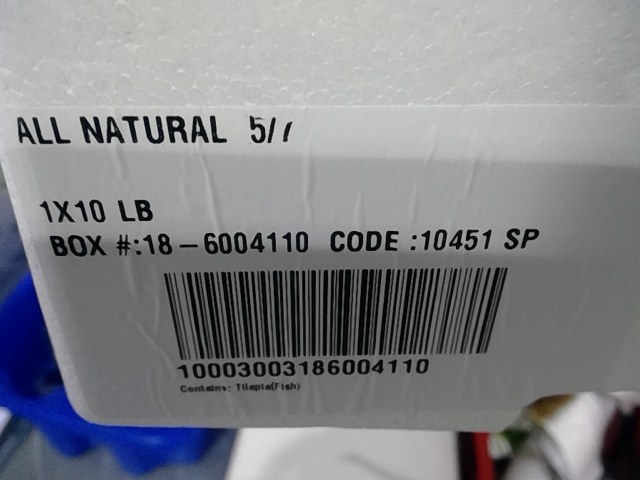 ALL NATURAL 5/7
1X10 LB
BOX #:18-6004110 CODE :10451 SP
10003003186004110
Contains: Tilapia(Fish)